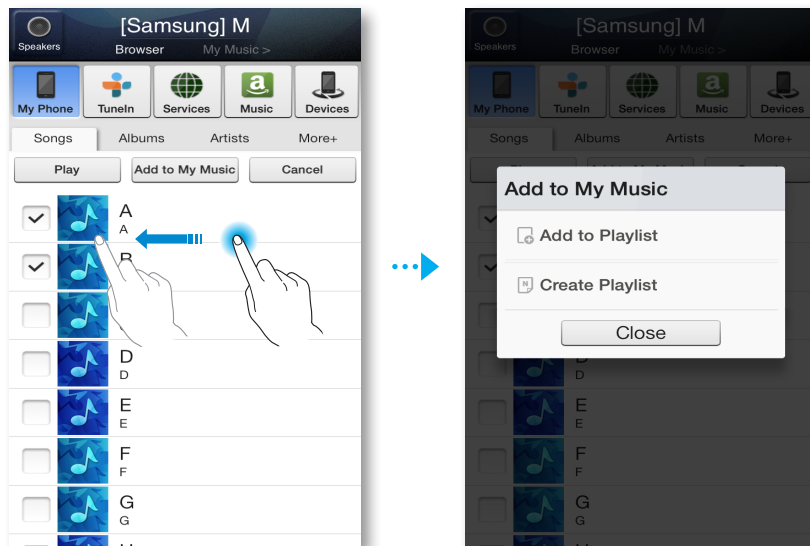 [Samsung] M
Speakers
Browser My Music >
My Phone TuneIn Services Music Devices
Songs Albums Artists More+
Play Add to My Music Cancel
A
A
B
D
D
E
E
F
F
G
G
[Samsung] M
Speakers
Browser My Music >
My Phone TuneIn Services Music Devices
Songs Albums Artists More+
Add to My Music
Add to Playlist
N Create Playlist
Close
D
D
E
E
F
F
G
G